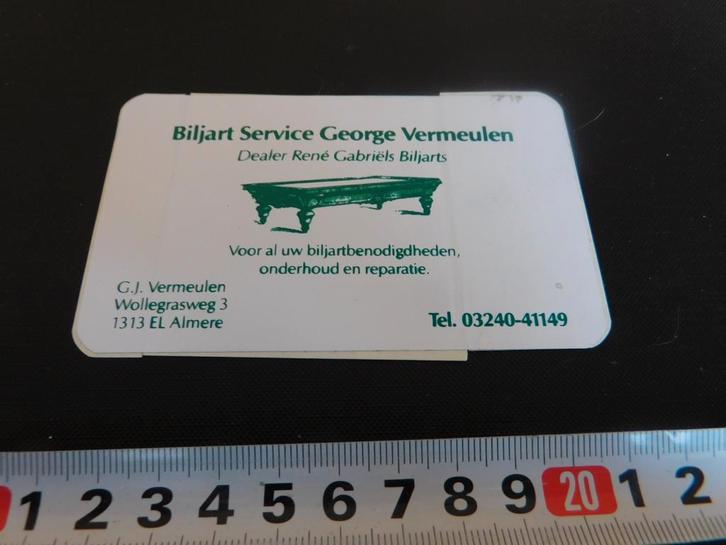 Biljart Service George Vermeulen
Dealer René Gabriëls Biljarts
Voor al uw biljartbenodigdheden,
onderhoud en reparatie.
G.J. Vermeulen
Wollegrasweg 3
1313 EL Almere
Tel. 03240-41149
1 2 3 4 5 6 7 8 9 20 1 2